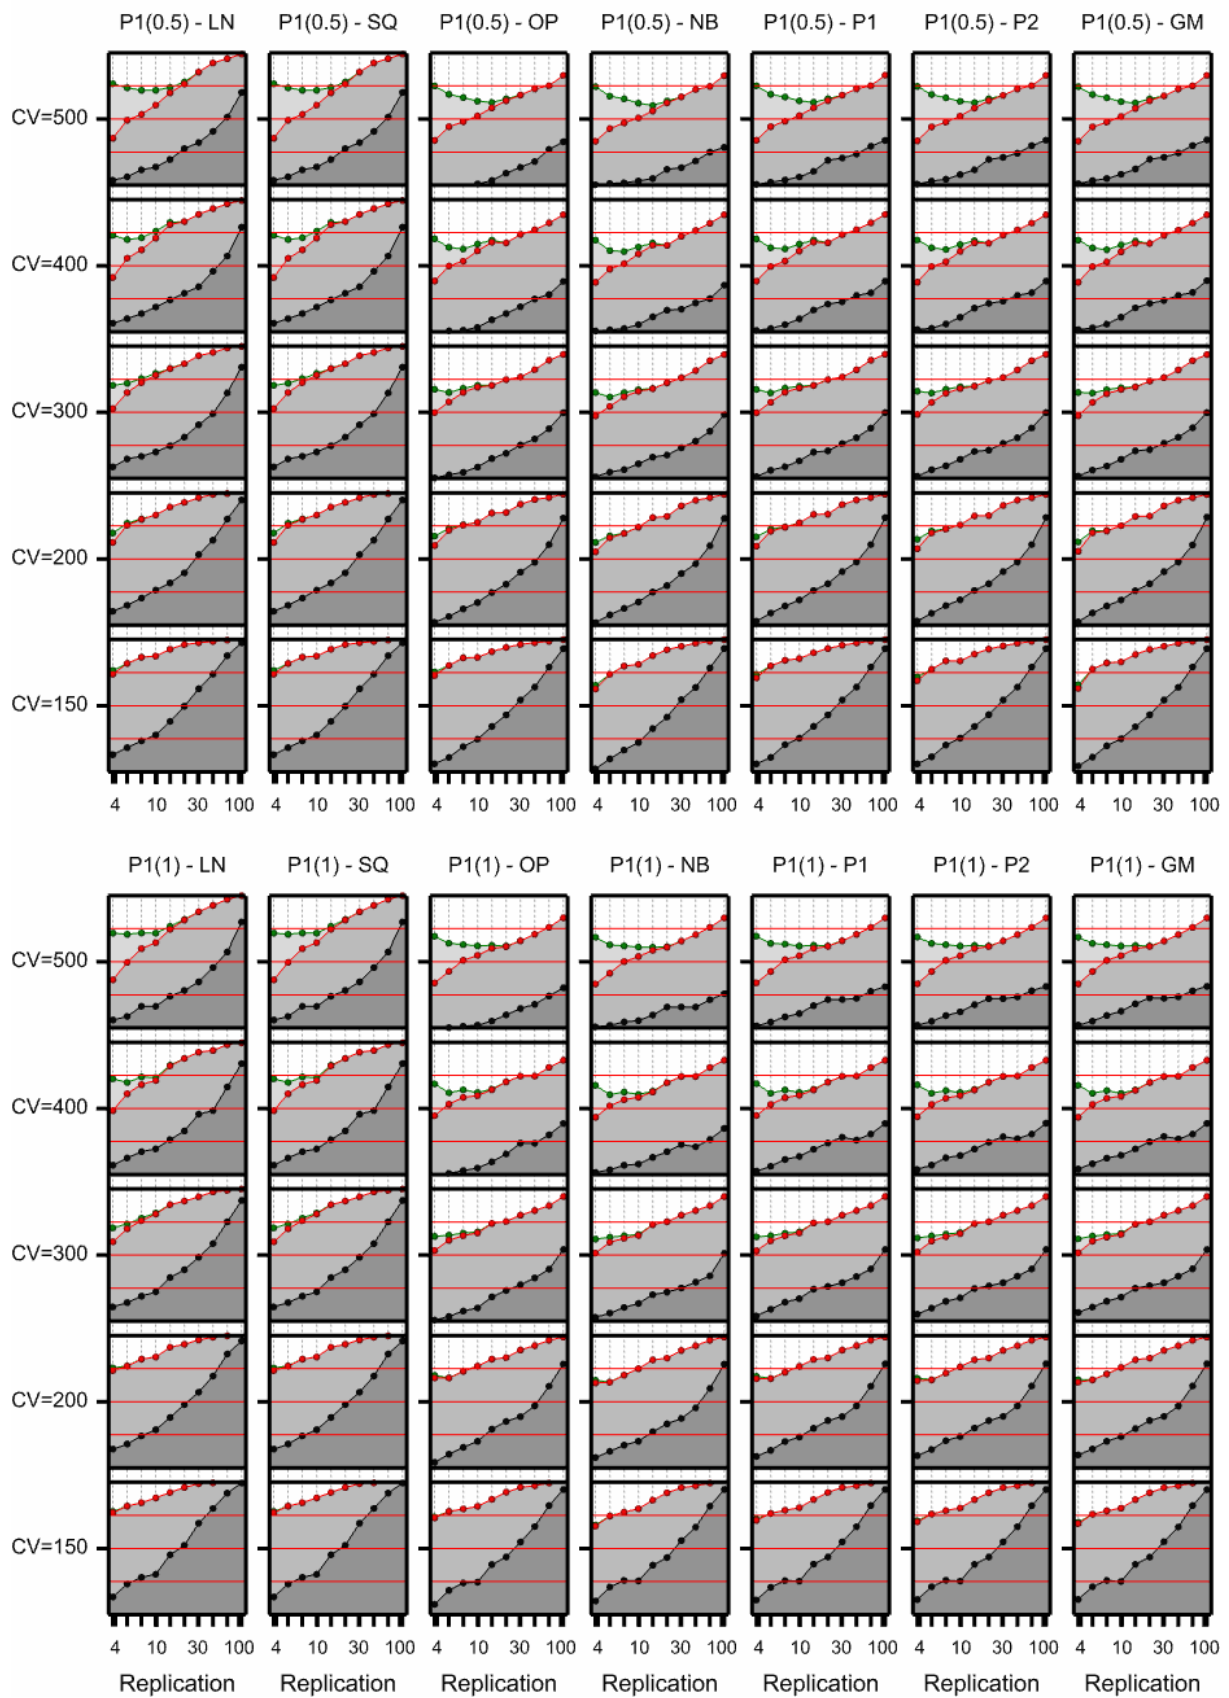 P1(0.5) - LN P1(0.5) - SQ P1(0.5) - OP P1(0.5) - NB P1(0.5) - P1 P1(0.5) - P2 P1(0.5) - GM
CV=500
CV=400
CV=300
CV=200
CV=150
4 10 30 100 4 10 30 100 4 10 30 100 4 10 30 100 4 10 30 100 4 10 30 100 4 10 30 100
P1(1) - LN P1(1) - SQ P1(1) - OP P1(1) - NB P1(1) - P1 P1(1) - P2 P1(1) - GM
CV=500
CV=400
CV=300
CV=200
CV=150
4 10 30 100 4 10 30 100 4 10 30 100 4 10 30 100 4 10 30 100 4 10 30 100 4 10 30 100
Replication Replication Replication Replication Replication Replication Replication